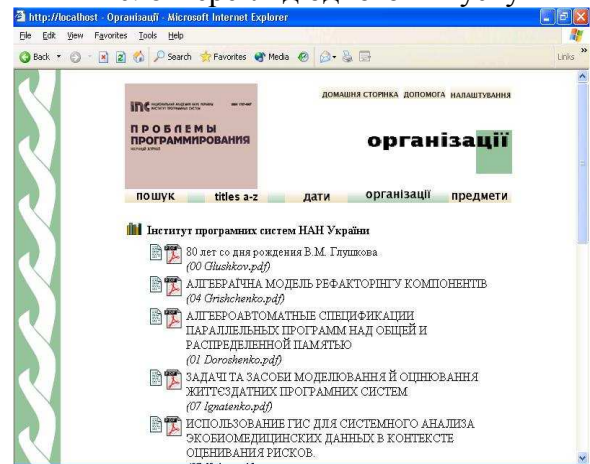 http://localhost - Організації - Microsoft Internet Explorer
File Edit View Favorites Tools Help
Back Search Favorites Media Links
ДОМАШНЯ СТОРІНКА ДОПОМОГА НАЛАШТУВАННЯ
ІПС
ПРОБЛЕМЫ
ПРОГРАММИРОВАНИЯ
організації
пошук titles a-z дати організації предмети
Інститут програмних систем НАН України
80 лет со дня рождения В.М. Глушкова
(00 Glushkov.pdf)
АЛГЕБРАЇЧНА МОДЕЛЬ РЕФАКТОРІНГУ КОМПОНЕНТІВ
(04 Grishchenko.pdf)
АЛГЕБРОАВТОМАТНЫЕ СПЕЦИФИКАЦИИ
ПАРАЛЛЕЛЬНЫХ ПРОГРАММ НАД ОБЩЕЙ И
РАСПРЕДЕЛЕННОЙ ПАМЯТЬЮ
(01 Doroshenko.pdf)
ЗАДАЧІ ТА ЗАСОБИ МОДЕЛЮВАННЯ Й ОЦІНЮВАННЯ
ЖИТТЄЗДАТНИХ ПРОГРАМНИХ СИСТЕМ
(07 Ignatenko.pdf)
ИСПОЛЬЗОВАНИЕ ГИС ДЛЯ СИСТЕМНОГО АНАЛИЗА
ЭКОБИОМЕДИЦИНСКИХ ДАННЫХ В КОНТЕКСТЕ
ОЦЕНИВАНИЯ РИСКОВ.